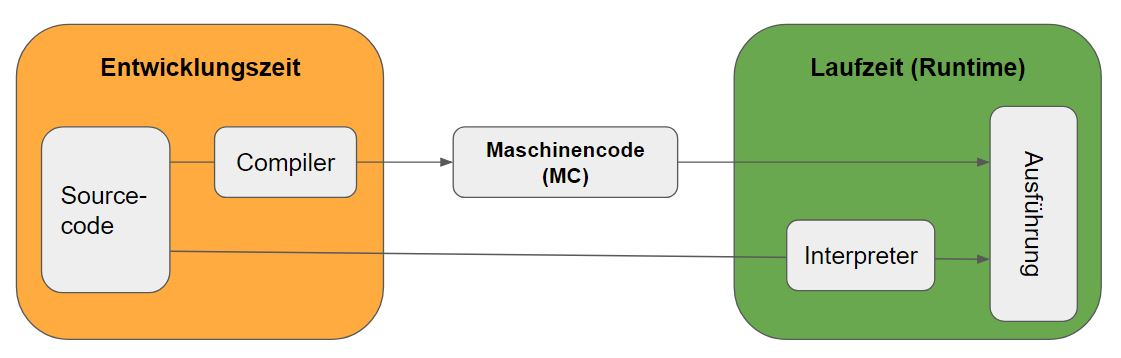 Entwicklungszeit
Laufzeit (Runtime)
Source-
code
Compiler
Maschinencode
(MC)
Interpreter
Ausführung